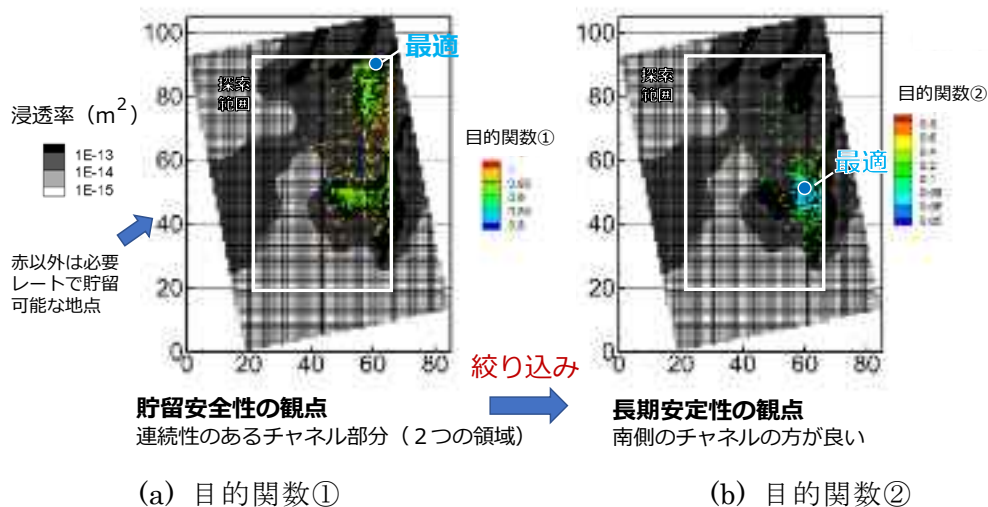 100
80
60
40
20
0
0
20
40
60
80
最適
探索
範囲
浸透率（m²）
1E-13
1E-14
1E-15
赤以外は必要
レートで貯留
可能な地点
目的関数①
貯留安全性の観点
連続性のあるチャネル部分（２つの領域）
絞り込み
100
80
60
40
20
0
0
20
40
60
80
探索
範囲
最適
目的関数②
長期安定性の観点
南側のチャネルの方が良い
(a) 目的関数①
(b) 目的関数②